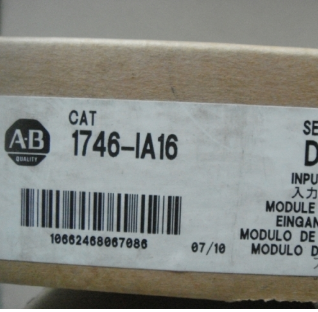 A-B
QUALITY
CAT
1746-IA16
10662468067086
07/10
SE
D
INPU
入力
MODULE
EINGAN
MODULO DE
MODULO D